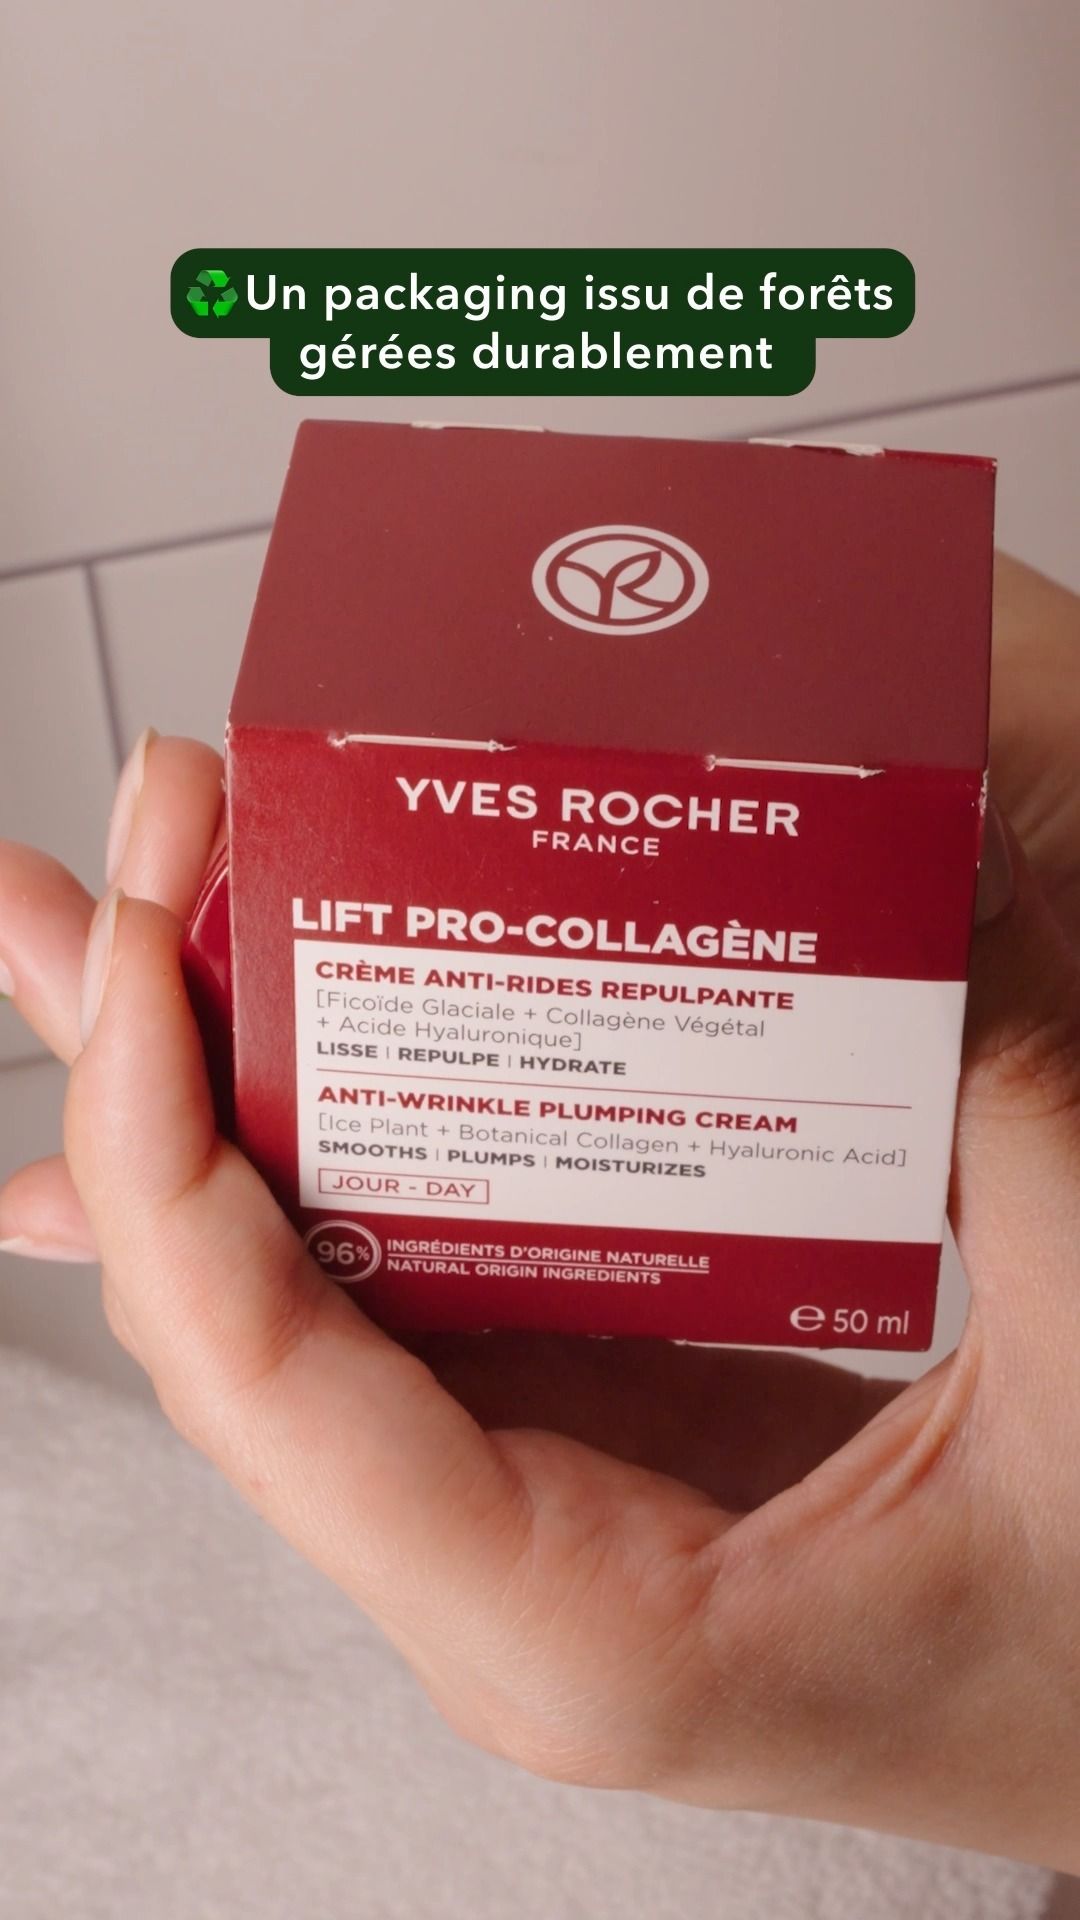 ♻️Un packaging issu de forêts
gérées durablement
YR
YVES ROCHER
FRANCE
LIFT PRO-COLLAGÈNE
CRÈME ANTI-RIDES REPULPANTE
[Ficoïde Glaciale + Collagène Végétal
+ Acide Hyaluronique]
LISSE | REPULPE | HYDRATE
ANTI-WRINKLE PLUMPING CREAM
[Ice Plant + Botanical Collagen + Hyaluronic Acid]
SMOOTHS | PLUMPS | MOISTURIZES
JOUR - DAY
96% INGRÉDIENTS D'ORIGINE NATURELLE
NATURAL ORIGIN INGREDIENTS
℮ 50 ml